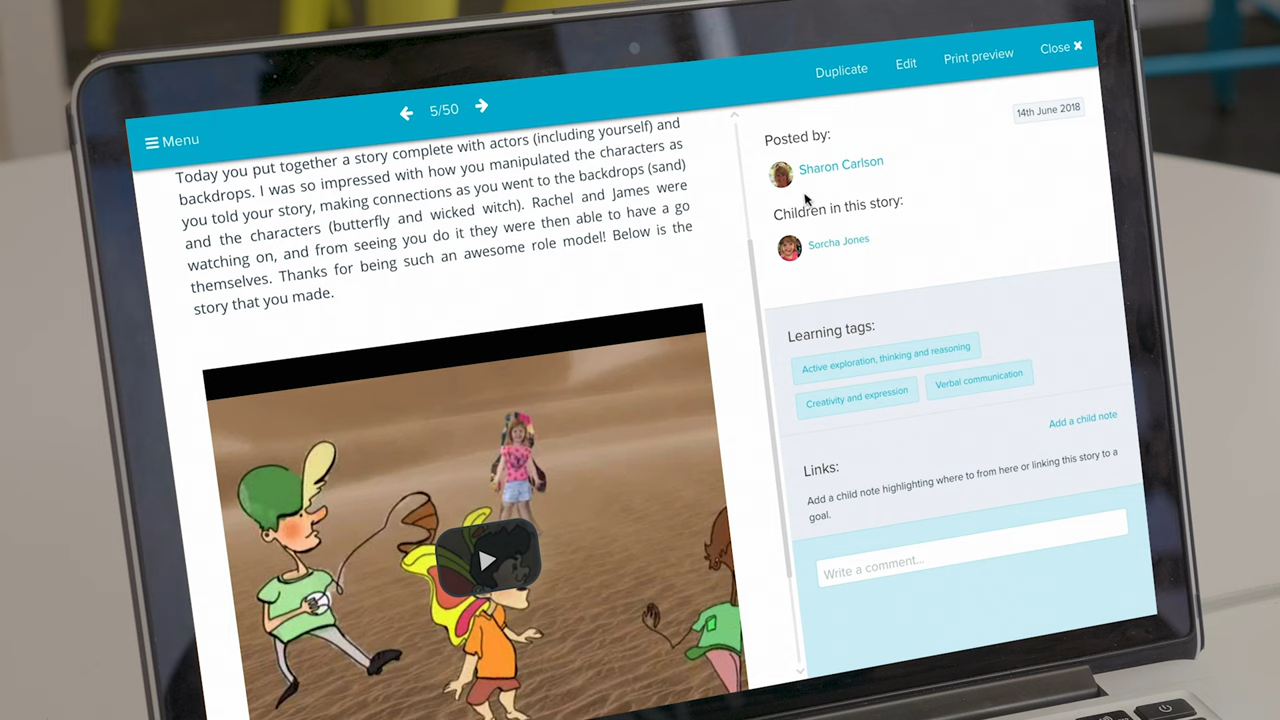 Duplicate
Edit
Print preview
Close ×
5/50
Menu
Today you put together a story complete with actors (including yourself) and
backdrops. I was so impressed with how you manipulated the characters as
you told your story, making connections as you went to the backdrops (sand)
and the characters (butterfly and wicked witch). Rachel and James were
watching on, and from seeing you do it they were then able to have a go
themselves. Thanks for being such an awesome role model! Below is the
story that you made.
14th June 2018
Posted by:
Sharon Carlson
Children in this story:
Sorcha Jones
Learning tags:
Active exploration, thinking and reasoning
Creativity and expression
Verbal communication
Add a child note
Links:
Add a child note highlighting where to from here or linking this story to a
goal.
Write a comment...